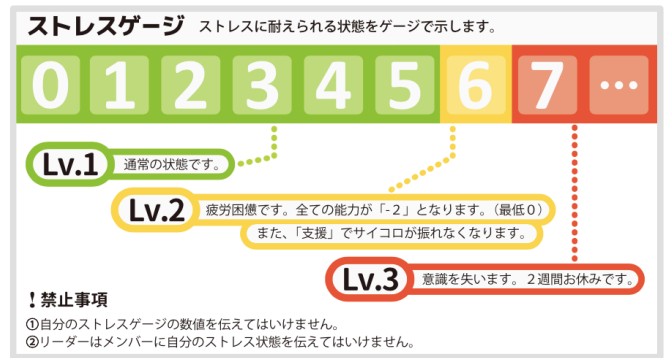 ストレスゲージ ストレスに耐えられる状態をゲージで示します。
0 1 2 3 4 5 6 7 …
Lv.1 通常の状態です。
Lv.2 疲労困憊です。全ての能力が「-2」となります。(最低0)
また、「支援」でサイコロが振れなくなります。
Lv.3 意識を失います。2週間お休みです。
！禁止事項
①自分のストレスゲージの数値を伝えてはいけません。
②リーダーはメンバーに自分のストレス状態を伝えてはいけません。